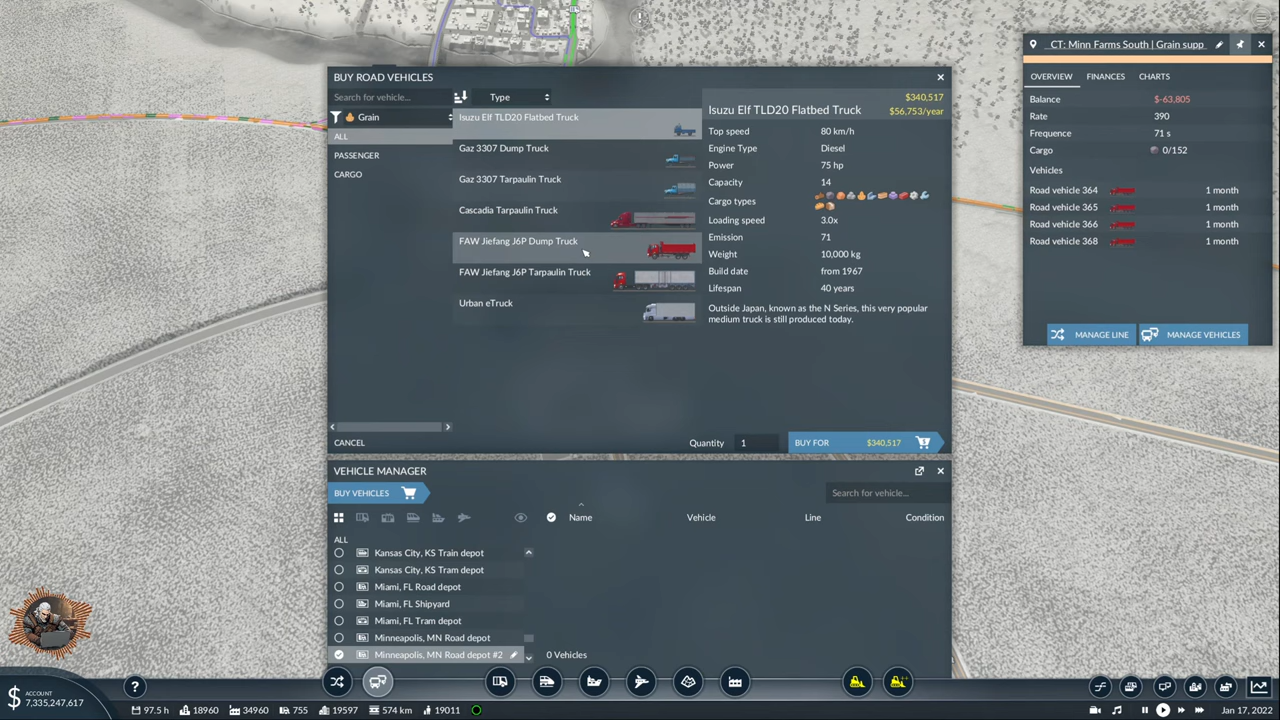 BUY ROAD VEHICLES
Search for vehicle...
Type
Grain
ALL
PASSENGER
CARGO
Isuzu Elf TLD20 Flatbed Truck
Gaz 3307 Dump Truck
Gaz 3307 Tarpaulin Truck
Cascadia Tarpaulin Truck
FAW Jiefang J6P Dump Truck
FAW Jiefang J6P Tarpaulin Truck
Urban eTruck
$340,517
Isuzu Elf TLD20 Flatbed Truck
$56,753/year
Top speed 80 km/h
Engine Type Diesel
Power 75 hp
Capacity 14
Cargo types
Loading speed 3.0x
Emission 71
Weight 10,000 kg
Build date from 1967
Lifespan 40 years
Outside Japan, known as the N Series, this very popular
medium truck is still produced today.
CANCEL
Quantity 1
BUY FOR $340,517
CT: Minn Farms South | Grain supp
OVERVIEW FINANCES CHARTS
Balance $-63,805
Rate 390
Frequence 71 s
Cargo 0/152
Vehicles
Road vehicle 364 1 month
Road vehicle 365 1 month
Road vehicle 366 1 month
Road vehicle 368 1 month
MANAGE LINE MANAGE VEHICLES
VEHICLE MANAGER
BUY VEHICLES
Search for vehicle...
Name Vehicle Line Condition
ALL
Kansas City, KS Train depot
Kansas City, KS Tram depot
Miami, FL Road depot
Miami, FL Shipyard
Miami, FL Tram depot
Minneapolis, MN Road depot
Minneapolis, MN Road depot #2
0 Vehicles
$ ACCOUNT
7,335,247,617
?
97.5 h 18960 34960 755 19597 574 km 19011
Jan 17, 2022